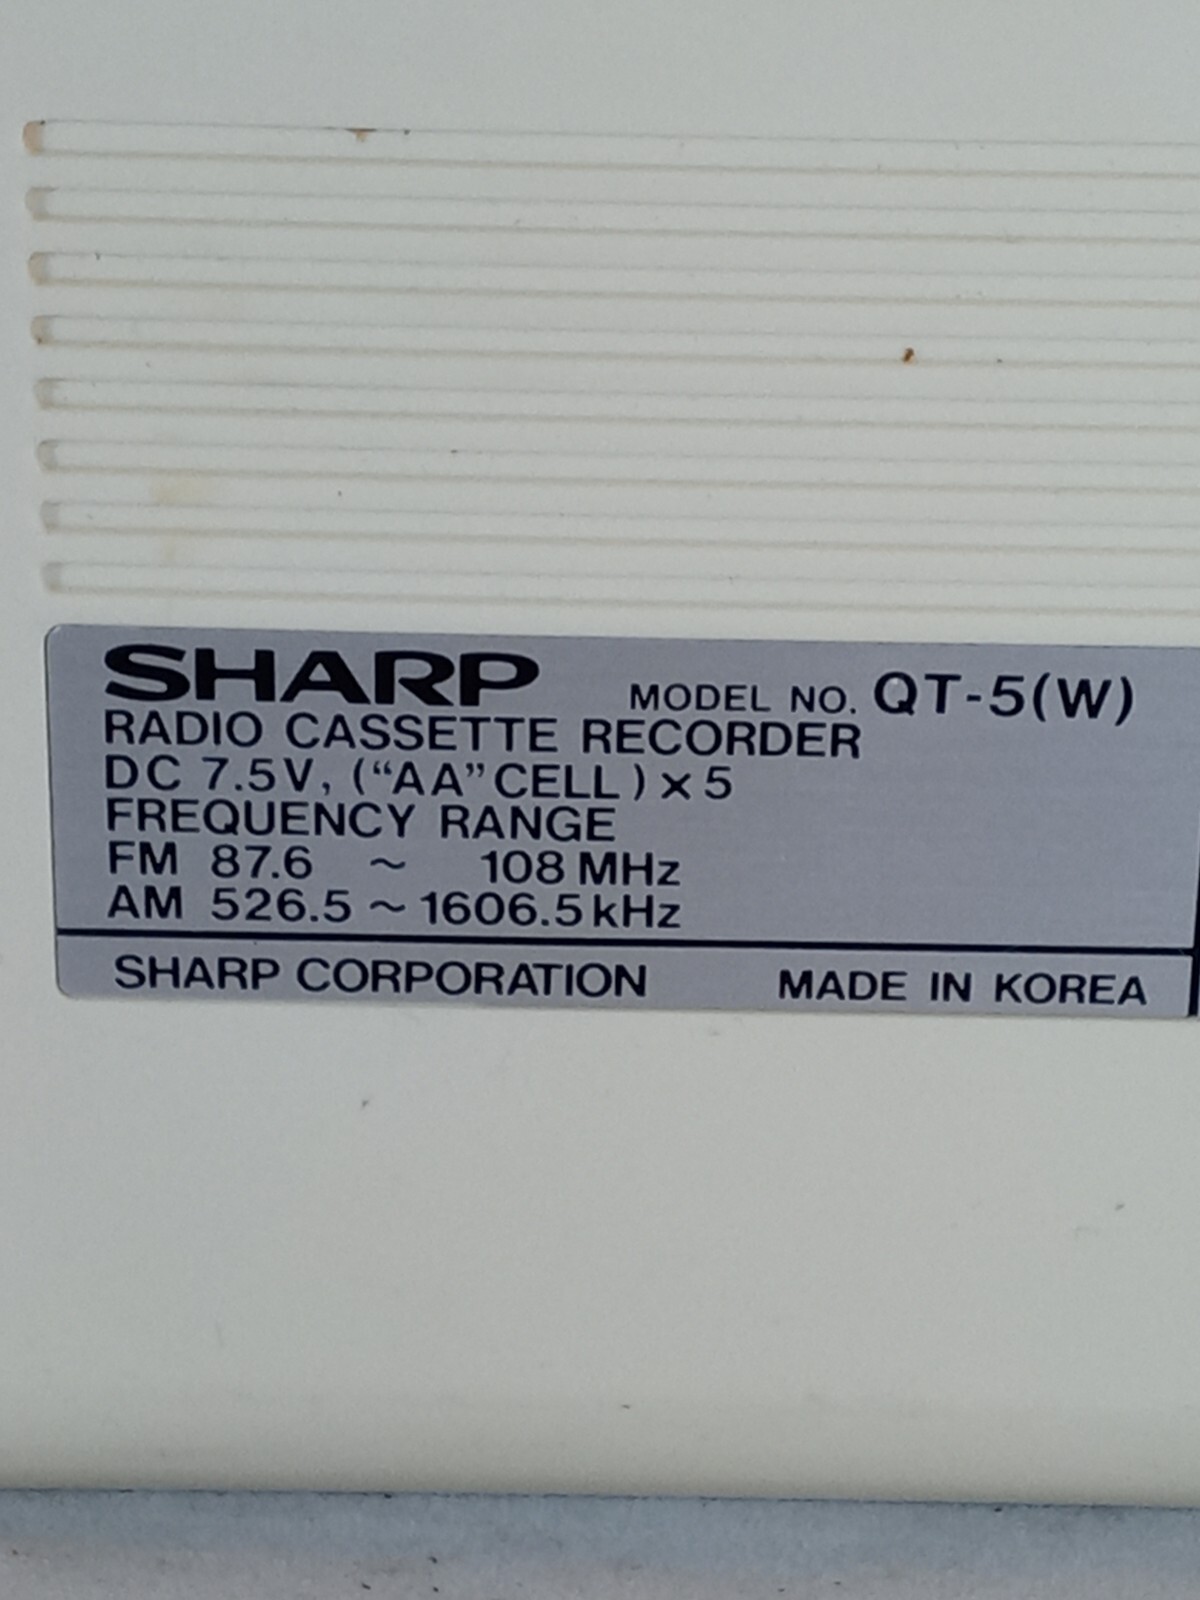 SHARP MODEL NO. QT-5(W)
RADIO CASSETTE RECORDER
DC 7.5V, ("AA" CELL) x 5
FREQUENCY RANGE
FM 87.6 ~ 108 MHz
AM 526.5 ~ 1606.5 kHz
SHARP CORPORATION MADE IN KOREA